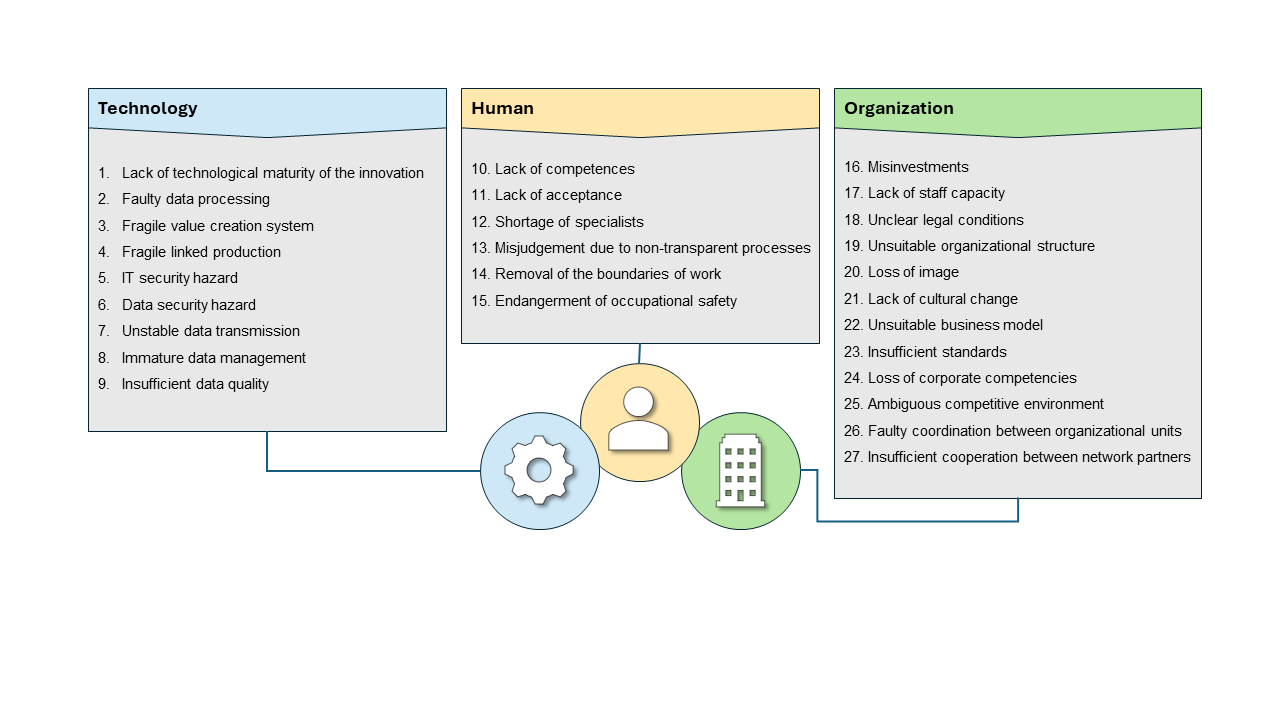 Technology
1. Lack of technological maturity of the innovation
2. Faulty data processing
3. Fragile value creation system
4. Fragile linked production
5. IT security hazard
6. Data security hazard
7. Unstable data transmission
8. Immature data management
9. Insufficient data quality
Human
10. Lack of competences
11. Lack of acceptance
12. Shortage of specialists
13. Misjudgement due to non-transparent processes
14. Removal of the boundaries of work
15. Endangerment of occupational safety
Organization
16. Misinvestments
17. Lack of staff capacity
18. Unclear legal conditions
19. Unsuitable organizational structure
20. Loss of image
21. Lack of cultural change
22. Unsuitable business model
23. Insufficient standards
24. Loss of corporate competencies
25. Ambiguous competitive environment
26. Faulty coordination between organizational units
27. Insufficient cooperation between network partners